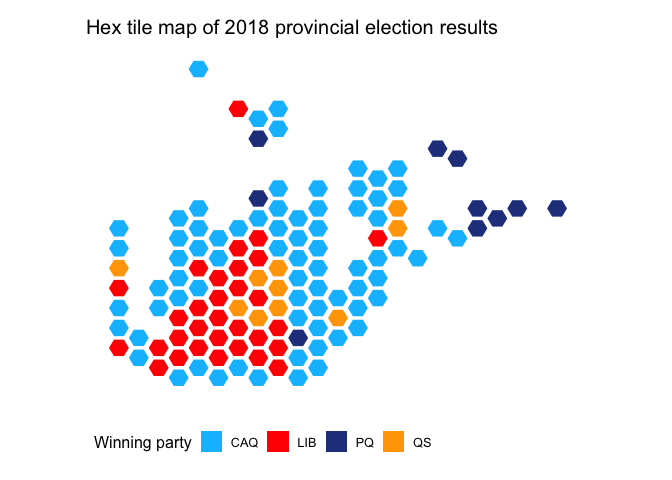 Hex tile map of 2018 provincial election results
Winning party CAQ LIB PQ QS